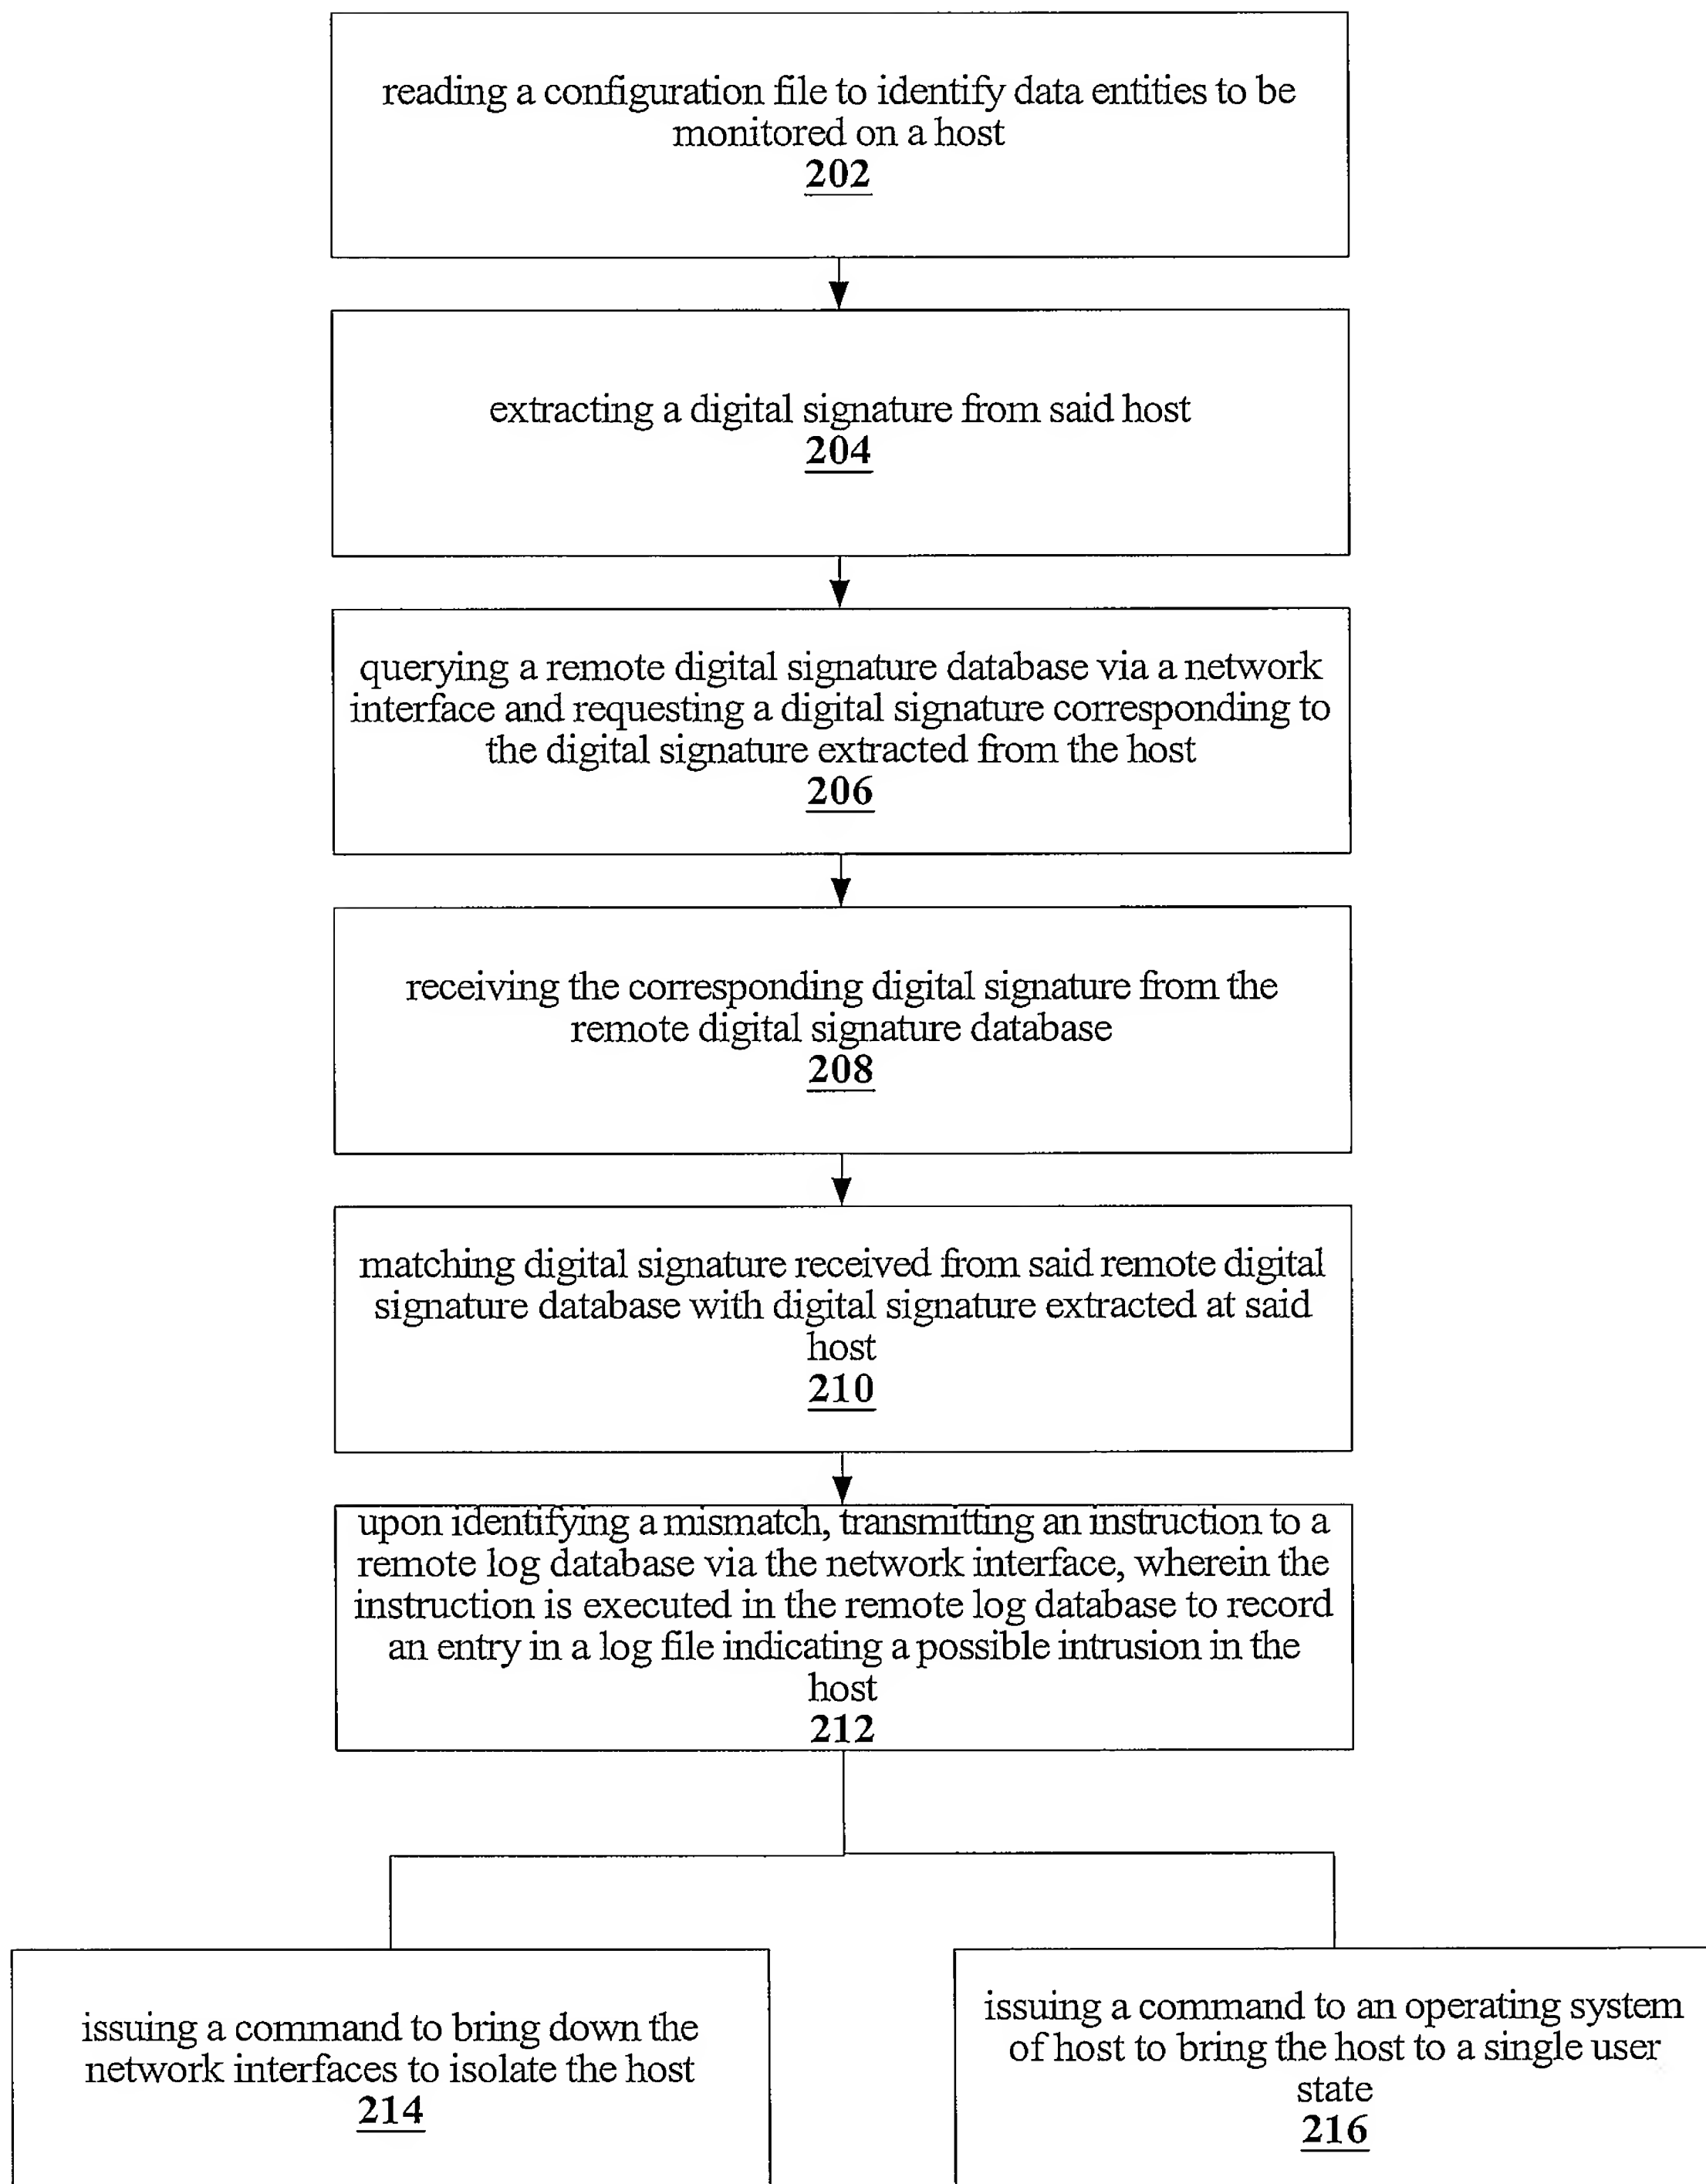 reading a configuration file to identify data entities to be
monitored on a host
202
extracting a digital signature from said host
204
querying a remote digital signature database via a network
interface and requesting a digital signature corresponding to
the digital signature extracted from the host
206
receiving the corresponding digital signature from the
remote digital signature database
208
matching digital signature received from said remote digital
signature database with digital signature extracted at said
host
210
upon identifying a mismatch, transmitting an instruction to a
remote log database via the network interface, wherein the
instruction is executed in the remote log database to record
an entry in a log file indicating a possible intrusion in the
host
212
issuing a command to bring down the
network interfaces to isolate the host
214
issuing a command to an operating system
of host to bring the host to a single user
state
216